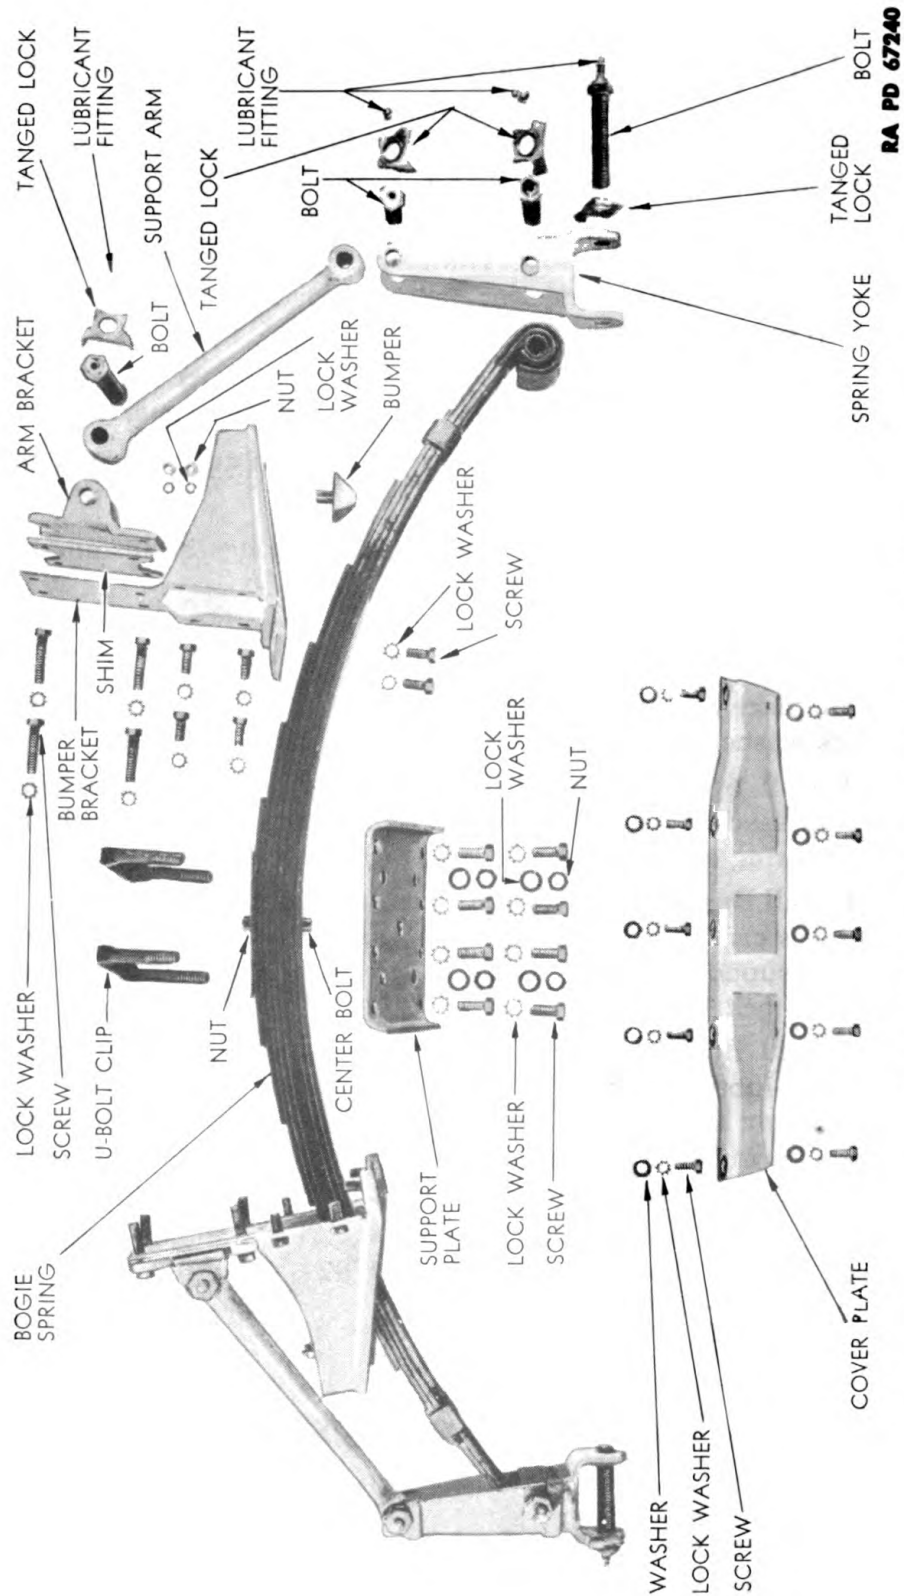 TANGED LOCK
LUBRICANT
FITTING
SUPPORT ARM
TANGED LOCK
LUBRICANT
FITTING
BOLT
BOLT
TANGED
LOCK
RA PD 67240
ARM BRACKET
BOLT
NUT
LOCK
WASHER
BUMPER
SPRING YOKE
SHIM
BUMPER
BRACKET
LOCK WASHER
SCREW
LOCK WASHER
SCREW
U-BOLT CLIP
NUT
CENTER BOLT
LOCK
WASHER
NUT
BOGIE
SPRING
SUPPORT
PLATE
LOCK WASHER
SCREW
COVER PLATE
WASHER
LOCK WASHER
SCREW